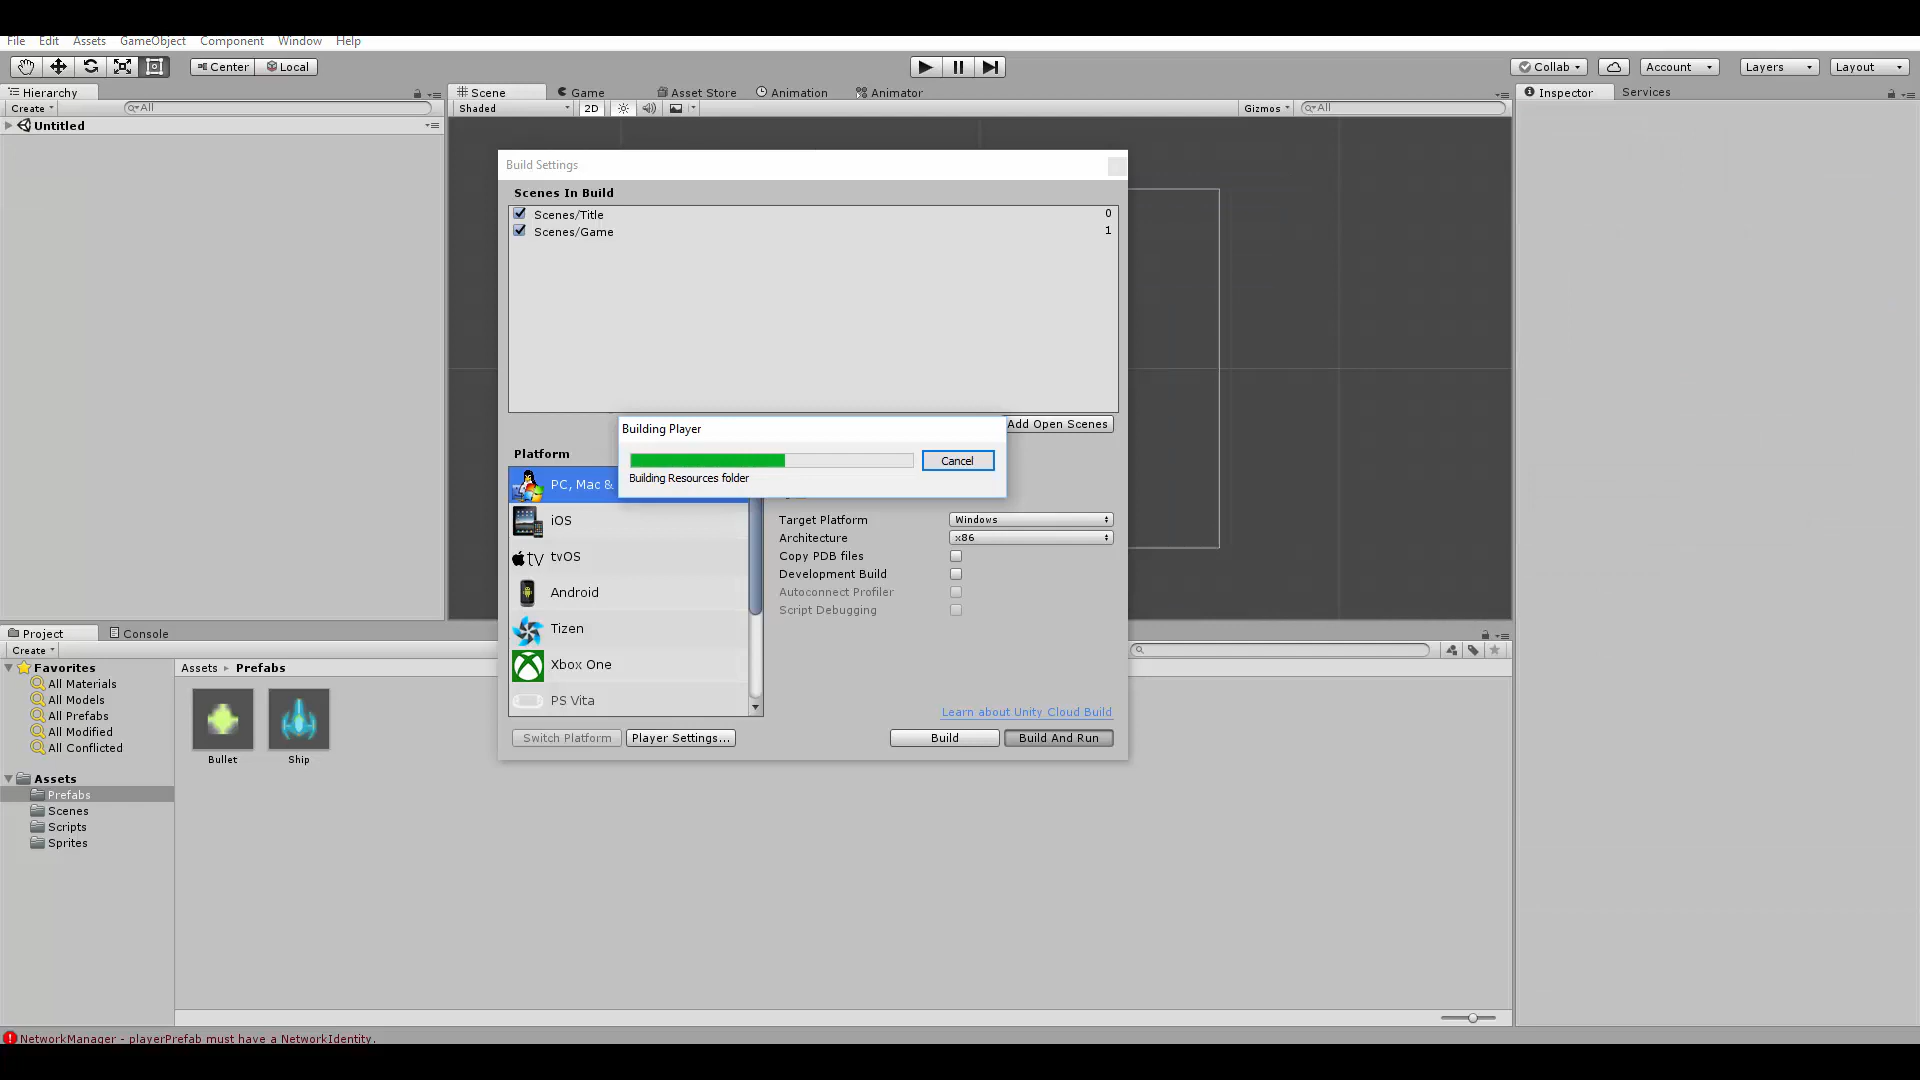 File Edit Assets GameObject Component Window Help
Center Local
Collab Account Layers Layout
Hierarchy
Create All
Untitled
Scene Game Asset Store Animation Animator
Shaded 2D Gizmos All
Inspector Services
Build Settings
Scenes In Build
Scenes/Title 0
Scenes/Game 1
Add Open Scenes
Building Player
Cancel
Building Resources folder
Platform
PC, Mac &
iOS
tv tvOS
Android
Tizen
Xbox One
PS Vita
Target Platform Windows
Architecture x86
Copy PDB files
Development Build
Autoconnect Profiler
Script Debugging
Learn about Unity Cloud Build
Switch Platform Player Settings... Build Build And Run
Project Console
Create
Favorites
All Materials
All Models
All Prefabs
All Modified
All Conflicted
Assets
Prefabs
Scenes
Scripts
Sprites
Assets Prefabs
Bullet Ship
NetworkManager - playerPrefab must have a NetworkIdentity.